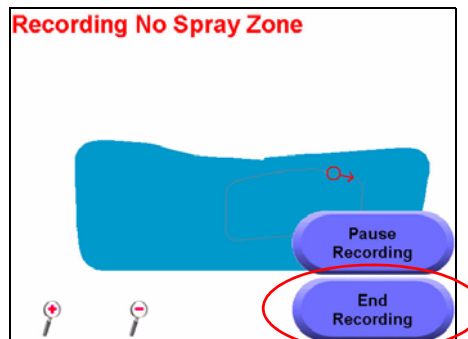 Recording No Spray Zone
Pause
Recording
End
Recording